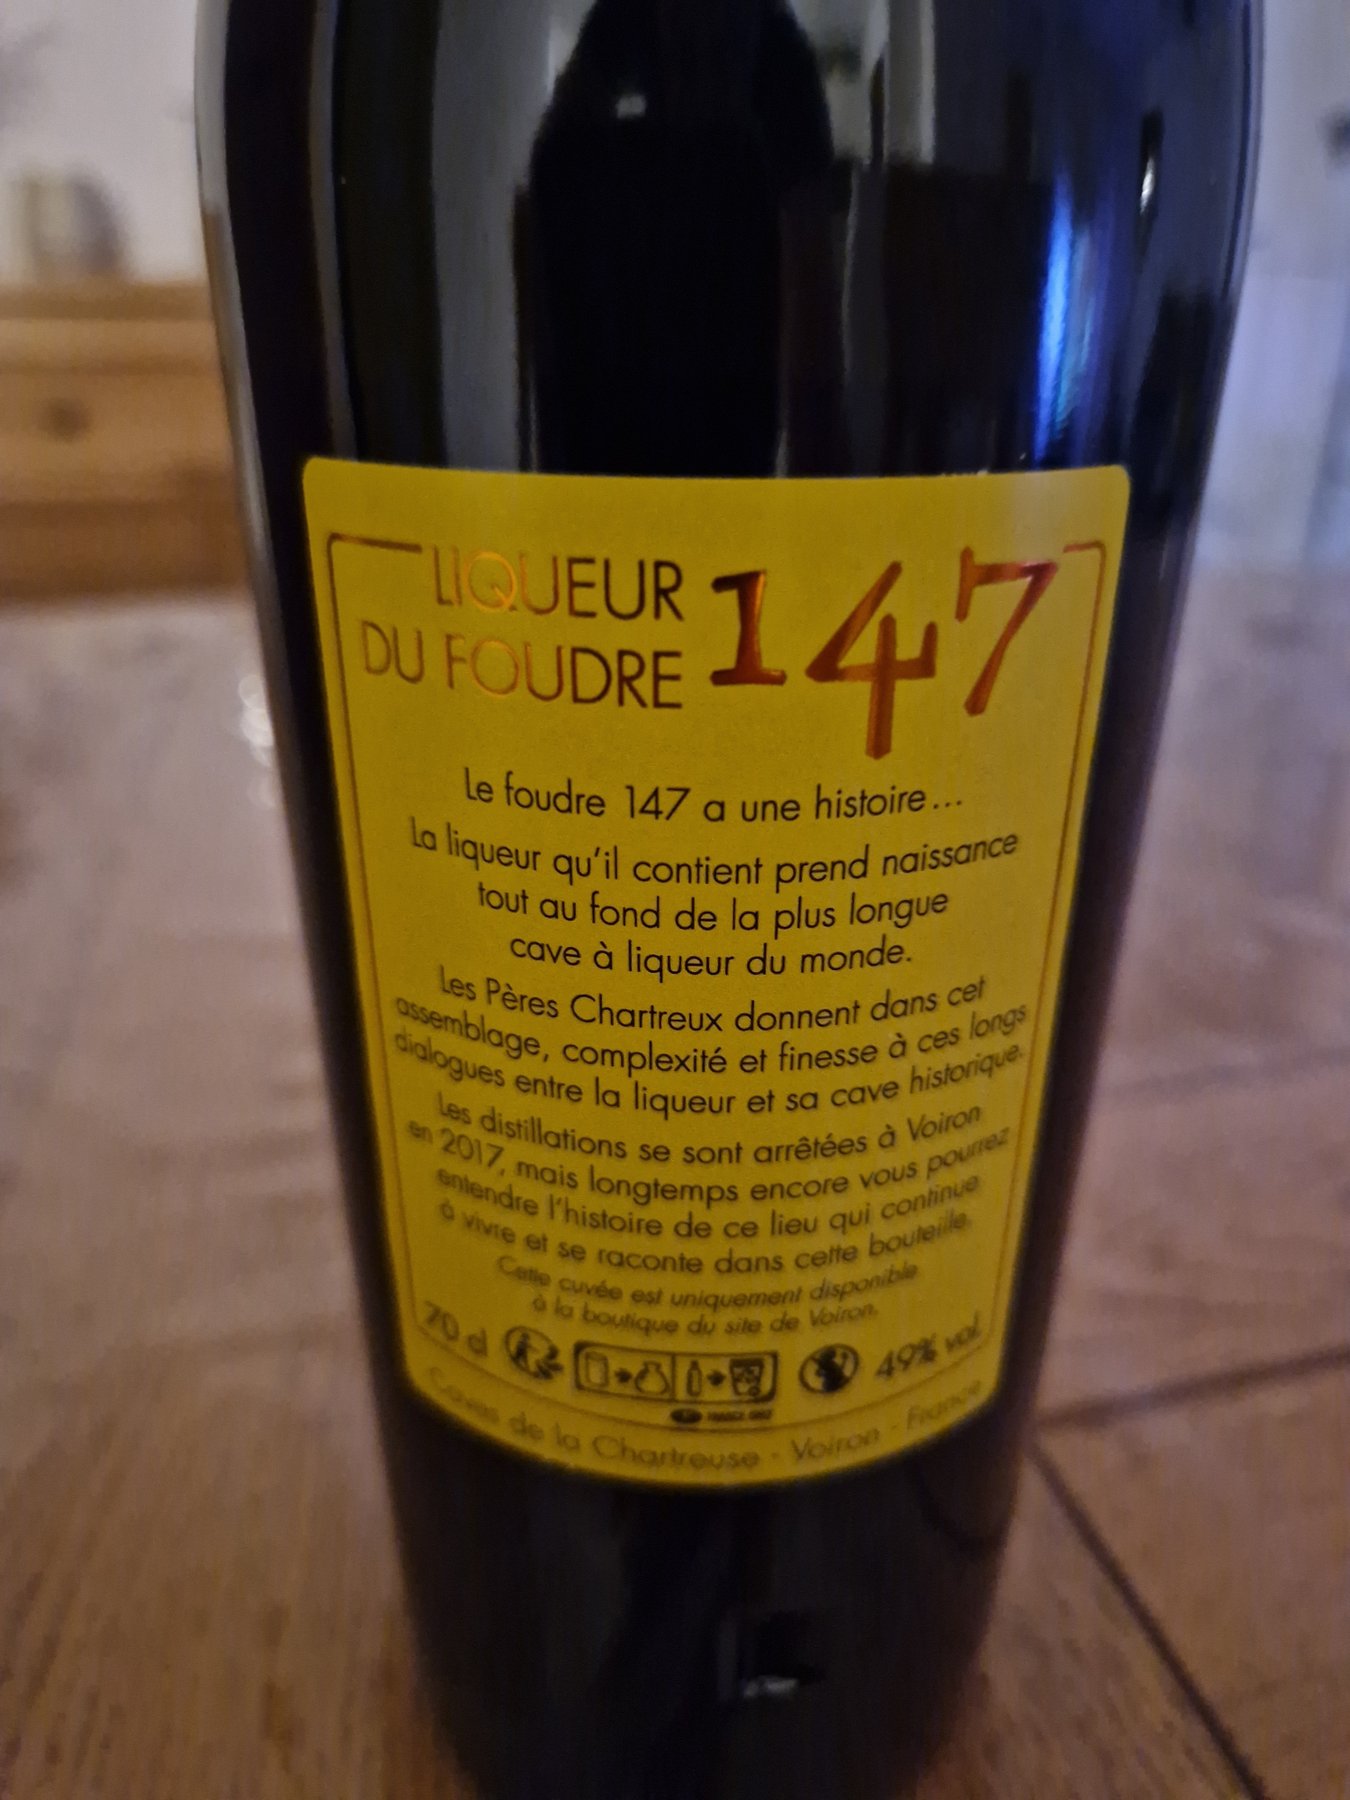 LIQUEUR
DU FOUDRE 147
Le foudre 147 a une histoire...
La liqueur qu'il contient prend naissance
tout au fond de la plus longue
cave à liqueur du monde.
Les Pères Chartreux donnent dans cet
assemblage, complexité et finesse à ces longs
dialogues entre la liqueur et sa cave historique.
Les distillations se sont arrêtées à Voiron
en 2017, mais longtemps encore vous pourrez
entendre l'histoire de ce lieu qui continue
à vivre et se raconte dans cette bouteille.
Cette cuvée est uniquement disponible
à la boutique du site de Voiron.
70 cl 49% vol.
Caves de la Chartreuse - Voiron - France